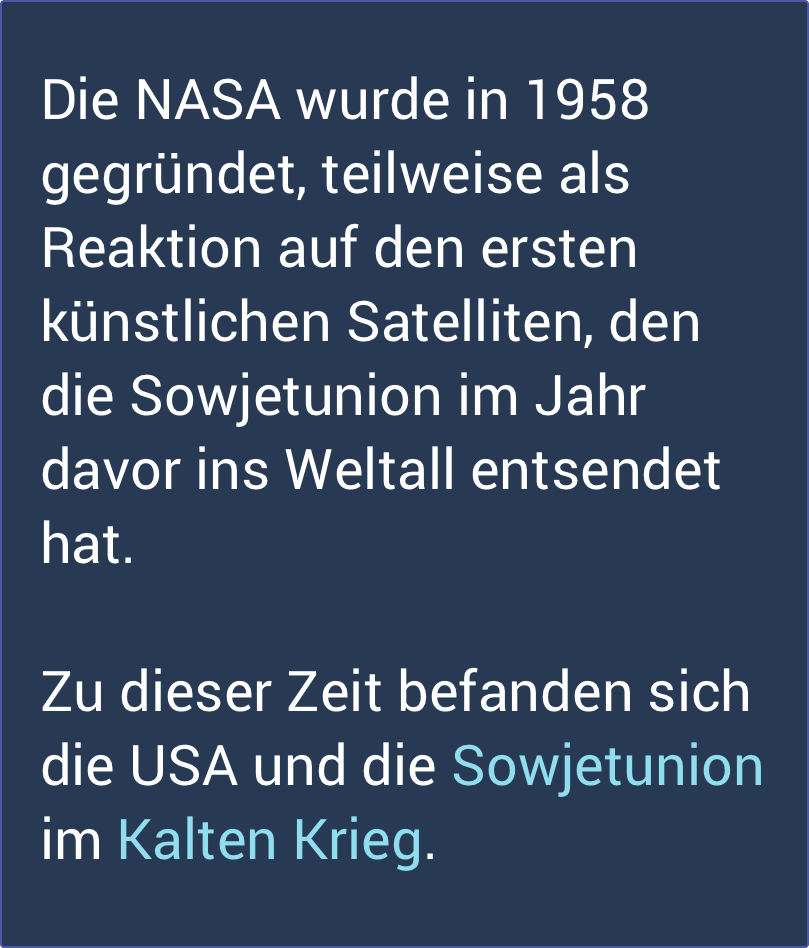 Die NASA wurde in 1958
gegründet, teilweise als
Reaktion auf den ersten
künstlichen Satelliten, den
die Sowjetunion im Jahr
davor ins Weltall entsendet
hat.
Zu dieser Zeit befanden sich
die USA und die Sowjetunion
im Kalten Krieg.